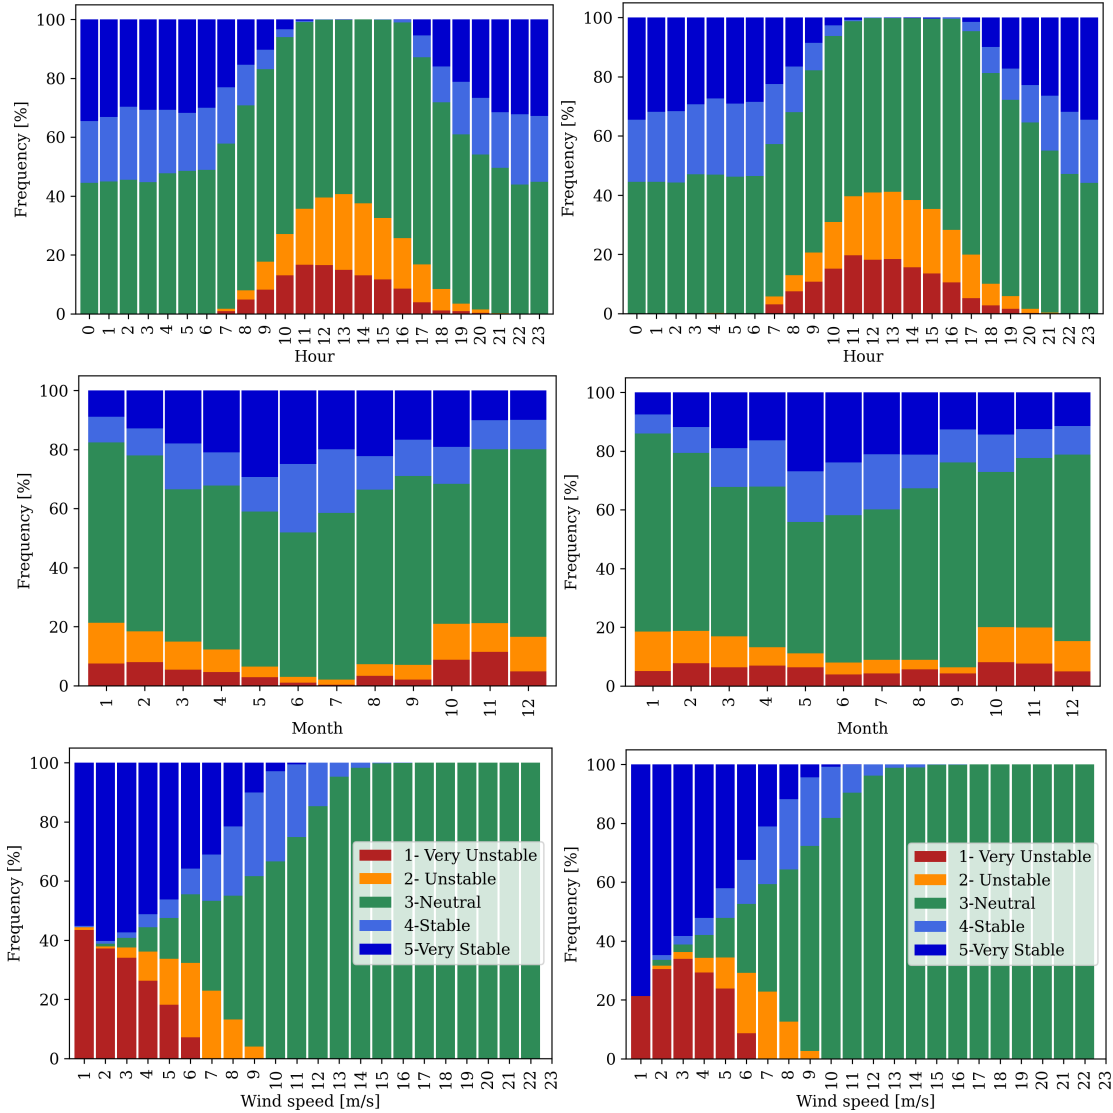 100
80
60
40
20
0
Frequency [%]
0 1 2 3 4 5 6 7 8 9 10 11 12 13 14 15 16 17 18 19 20 21 22 23
Hour
100
80
60
40
20
0
Frequency [%]
0 1 2 3 4 5 6 7 8 9 10 11 12 13 14 15 16 17 18 19 20 21 22 23
Hour
100
80
60
40
20
0
Frequency [%]
1 2 3 4 5 6 7 8 9 10 11 12
Month
100
80
60
40
20
0
Frequency [%]
1 2 3 4 5 6 7 8 9 10 11 12
Month
100
80
60
40
20
0
Frequency [%]
1- Very Unstable
2- Unstable
3-Neutral
4-Stable
5-Very Stable
1 2 3 4 5 6 7 8 9 10 11 12 13 14 15 16 17 18 19 20 21 22 23
Wind speed [m/s]
100
80
60
40
20
0
Frequency [%]
1- Very Unstable
2- Unstable
3-Neutral
4-Stable
5-Very Stable
1 2 3 4 5 6 7 8 9 10 11 12 13 14 15 16 17 18 19 20 21 22 23
Wind speed [m/s]